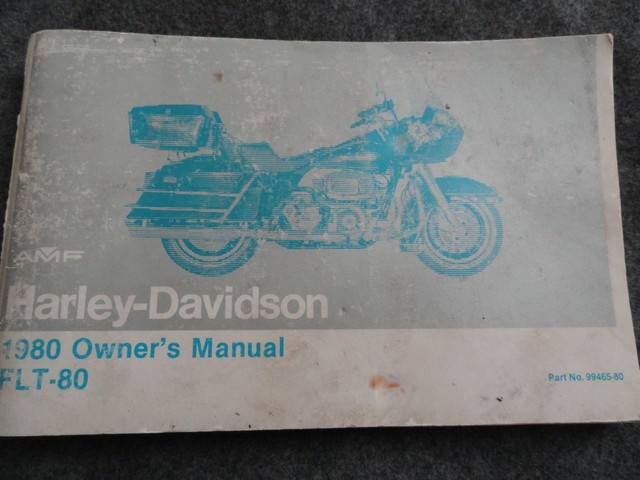 AMF
Harley-Davidson
1980 Owner's Manual
FLT-80
Part No. 99465-80